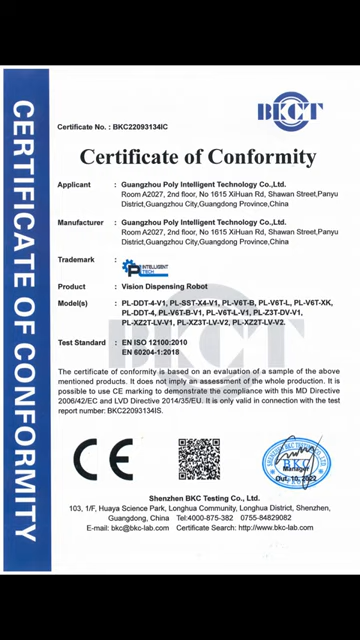 CERTIFICATE OF CONFORMITY
BKCT
Certificate No. : BKC22093134IC
Certificate of Conformity
Applicant : Guangzhou Poly Intelligent Technology Co.,Ltd.
Room A2027, 2nd floor, No 1615 XiHuan Rd, Shawan Street,Panyu
District,Guangzhou City,Guangdong Province,China
Manufacturer : Guangzhou Poly Intelligent Technology Co.,Ltd.
Room A2027, 2nd floor, No 1615 XiHuan Rd, Shawan Street,Panyu
District,Guangzhou City,Guangdong Province,China
Trademark : INTELLIGENT
TECH
Product : Vision Dispensing Robot
Model(s) : PL-DDT-4-V1, PL-SST-X4-V1, PL-V6T-B, PL-V6T-L, PL-V6T-XK,
PL-DDT-4, PL-V6T-B-V1, PL-V6T-L-V1, PL-Z3T-DV-V1,
PL-XZ2T-LV-V1, PL-XZ3T-LV-V2, PL-XZ2T-LV-V2.
Test Standard : EN ISO 12100:2010
EN 60204-1:2018
BKCT
The certificate of conformity is based on an evaluation of a sample of the above
mentioned products. It does not imply an assessment of the whole production. It is
possible to use CE marking to demonstrate the compliance with this MD Directive
2006/42/EC and LVD Directive 2014/35/EU. It is only valid in connection with the test
report number: BKC22093134IS.
CE
BKC
Manager
Oct. 10, 2022
Shenzhen BKC Testing Co., Ltd.
103, 1/F, Huaya Science Park, Longhua Community, Longhua District, Shenzhen,
Guangdong, China Tel:4000-875-382 0755-84829082
E-mail: bkc@bkc-lab.com Certificate Search: http://www.bkc-lab.com